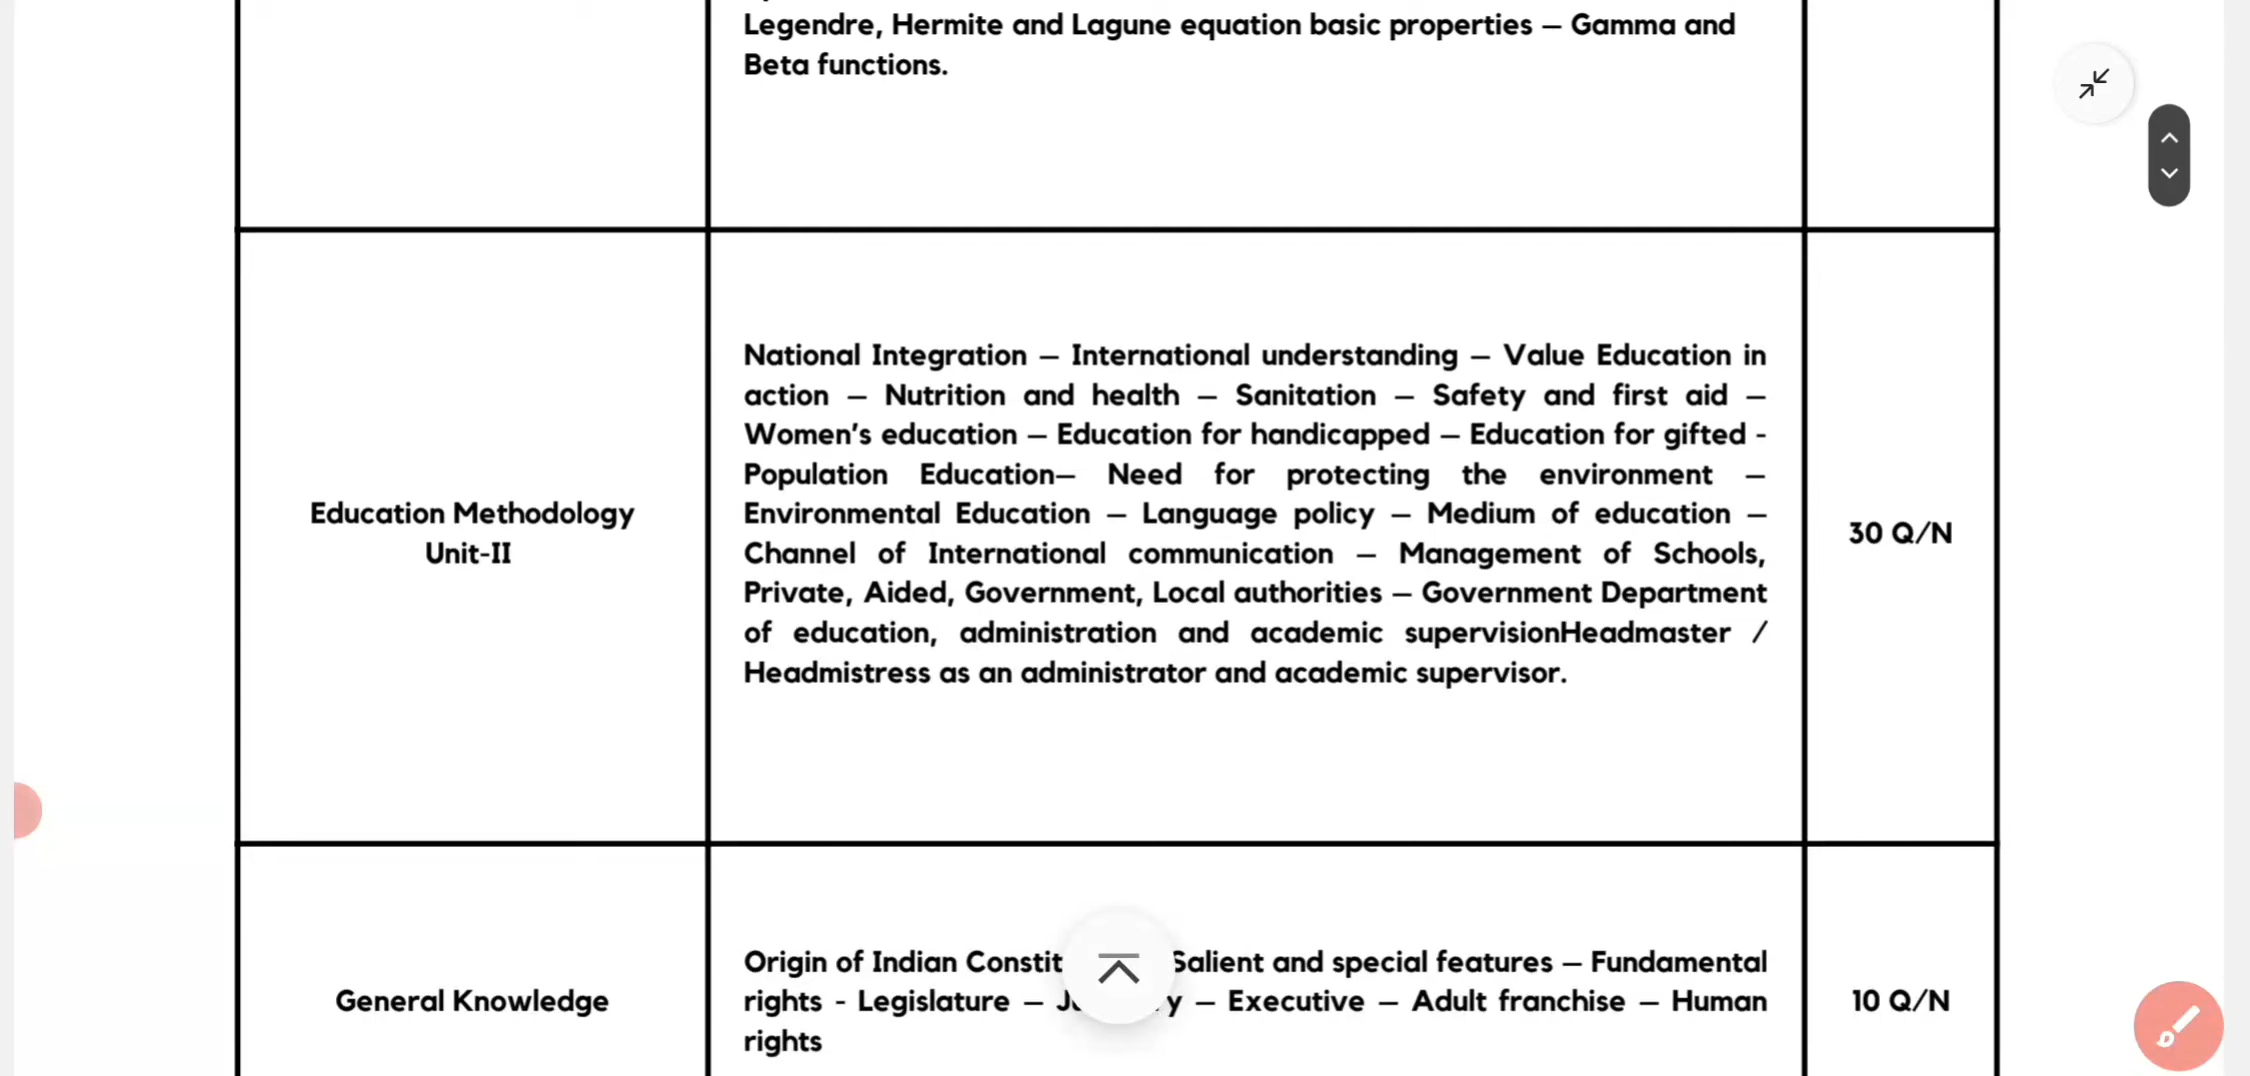 Legendre, Hermite and Lagune equation basic properties – Gamma and
Beta functions.
Education Methodology
Unit-II
National Integration – International understanding – Value Education in
action – Nutrition and health – Sanitation – Safety and first aid –
Women's education – Education for handicapped – Education for gifted -
Population Education– Need for protecting the environment –
Environmental Education – Language policy – Medium of education –
Channel of International communication – Management of Schools,
Private, Aided, Government, Local authorities – Government Department
of education, administration and academic supervisionHeadmaster /
Headmistress as an administrator and academic supervisor.
30 Q/N
General Knowledge
Origin of Indian Salient and special features – Fundamental
rights - Legislature – – Executive – Adult franchise – Human
rights
10 Q/N